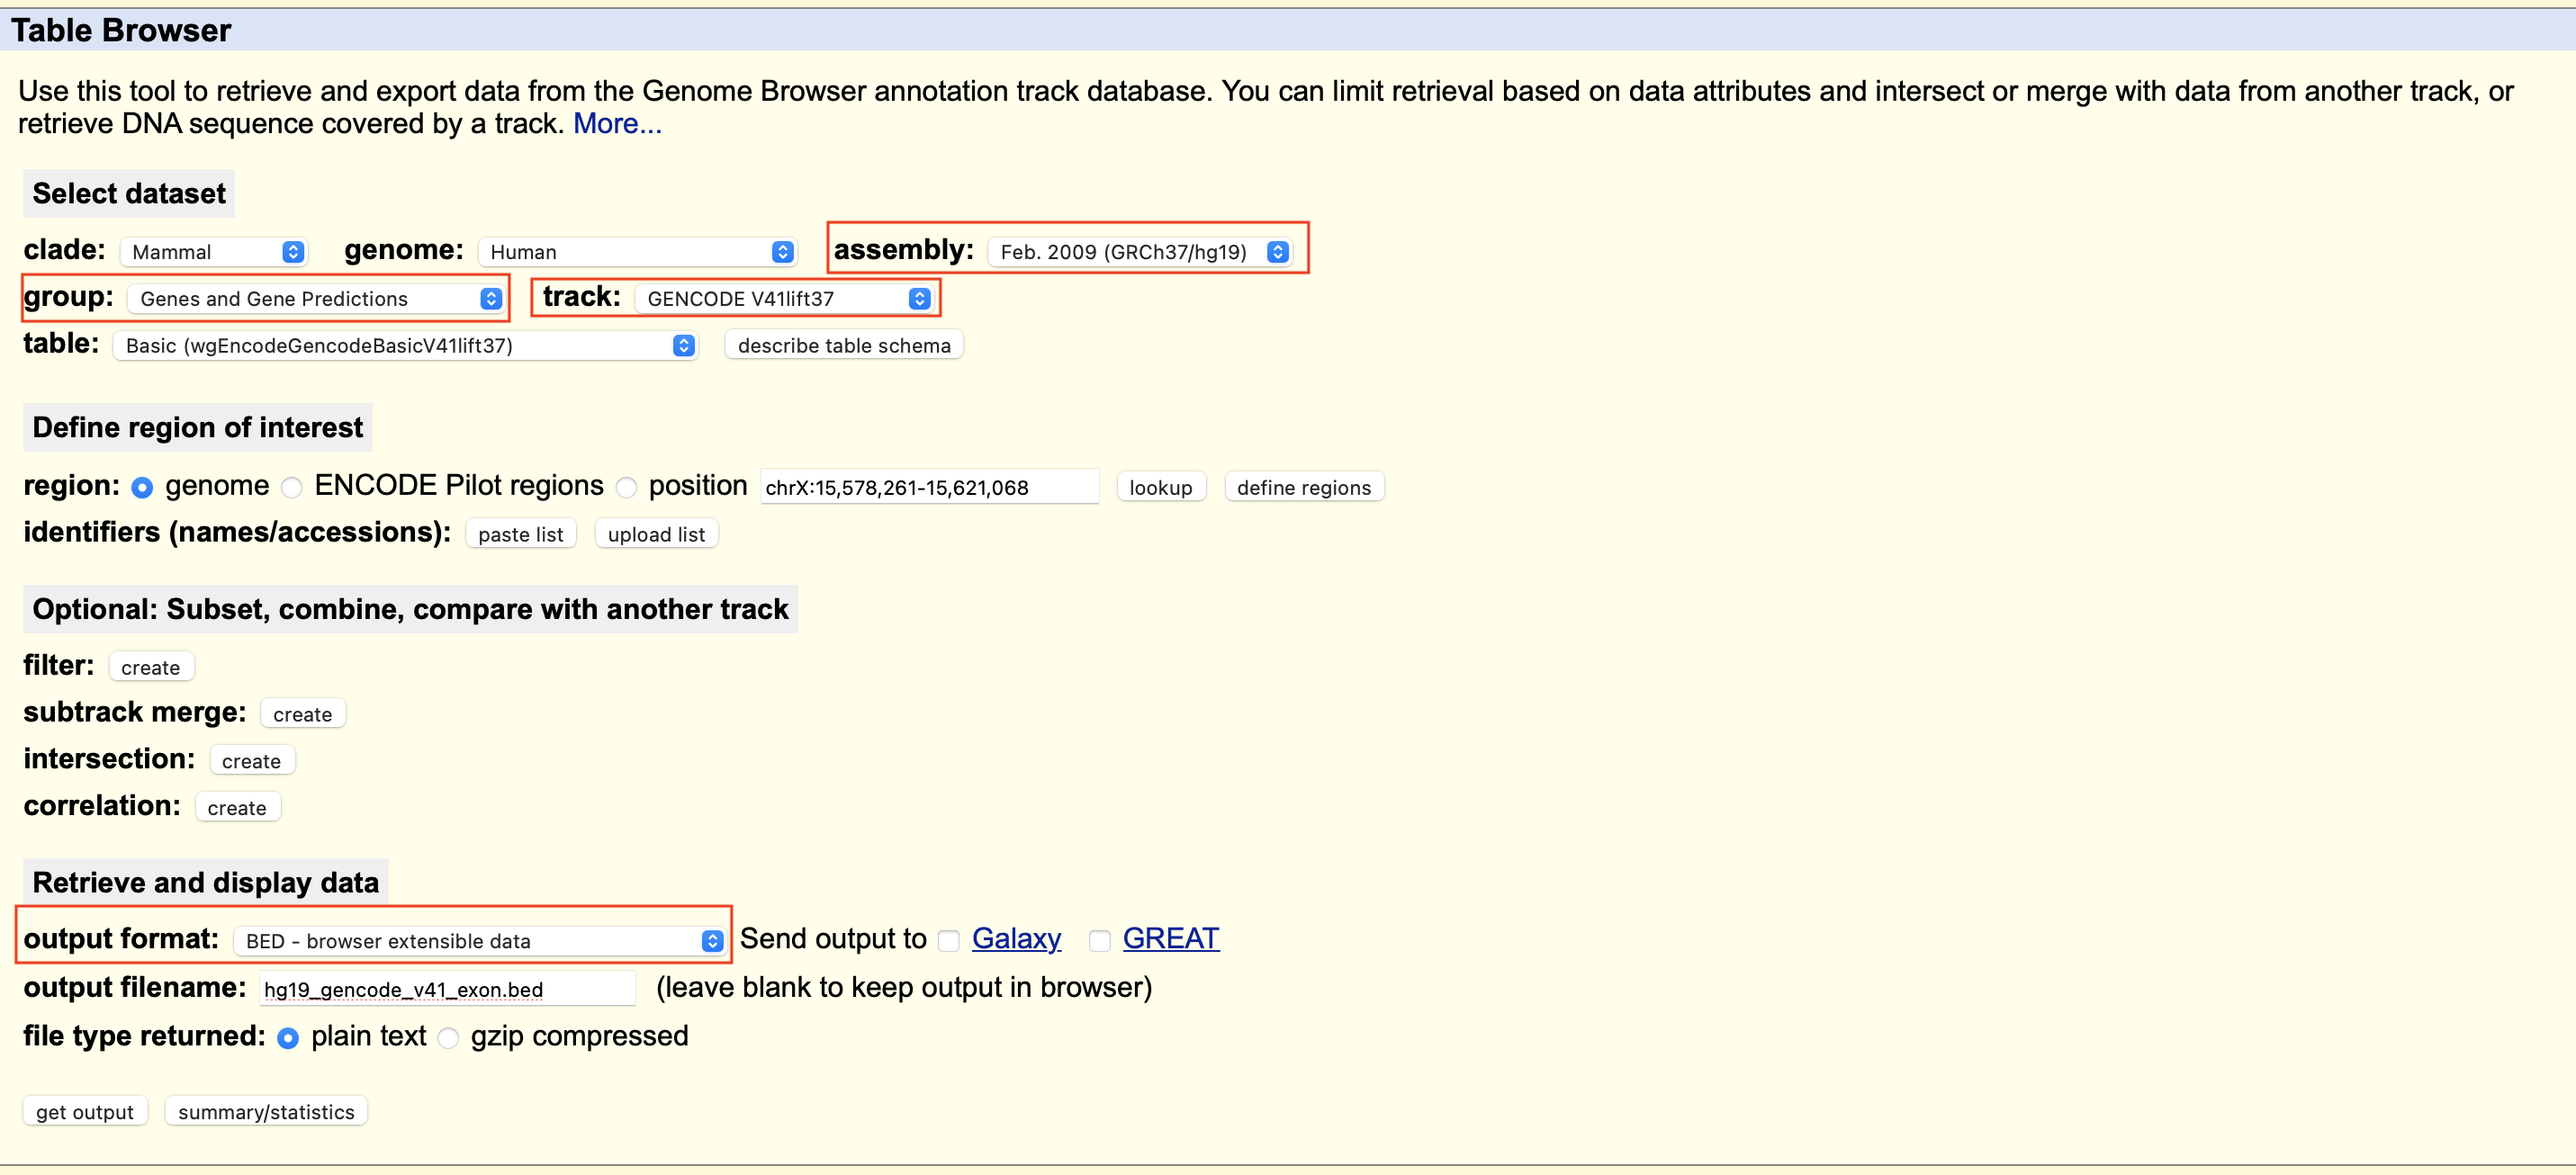 Table Browser
Use this tool to retrieve and export data from the Genome Browser annotation track database. You can limit retrieval based on data attributes and intersect or merge with data from another track, or
retrieve DNA sequence covered by a track. More...
Select dataset
clade: Mammal genome: Human assembly: Feb. 2009 (GRCh37/hg19)
group: Genes and Gene Predictions track: GENCODE V41lift37
table: Basic (wgEncodeGencodeBasicV41lift37) describe table schema
Define region of interest
region: genome ENCODE Pilot regions position chrX:15,578,261-15,621,068 lookup define regions
identifiers (names/accessions): paste list upload list
Optional: Subset, combine, compare with another track
filter: create
subtrack merge: create
intersection: create
correlation: create
Retrieve and display data
output format: BED - browser extensible data Send output to Galaxy GREAT
output filename: hg19_gencode_v41_exon.bed (leave blank to keep output in browser)
file type returned: plain text gzip compressed
get output summary/statistics